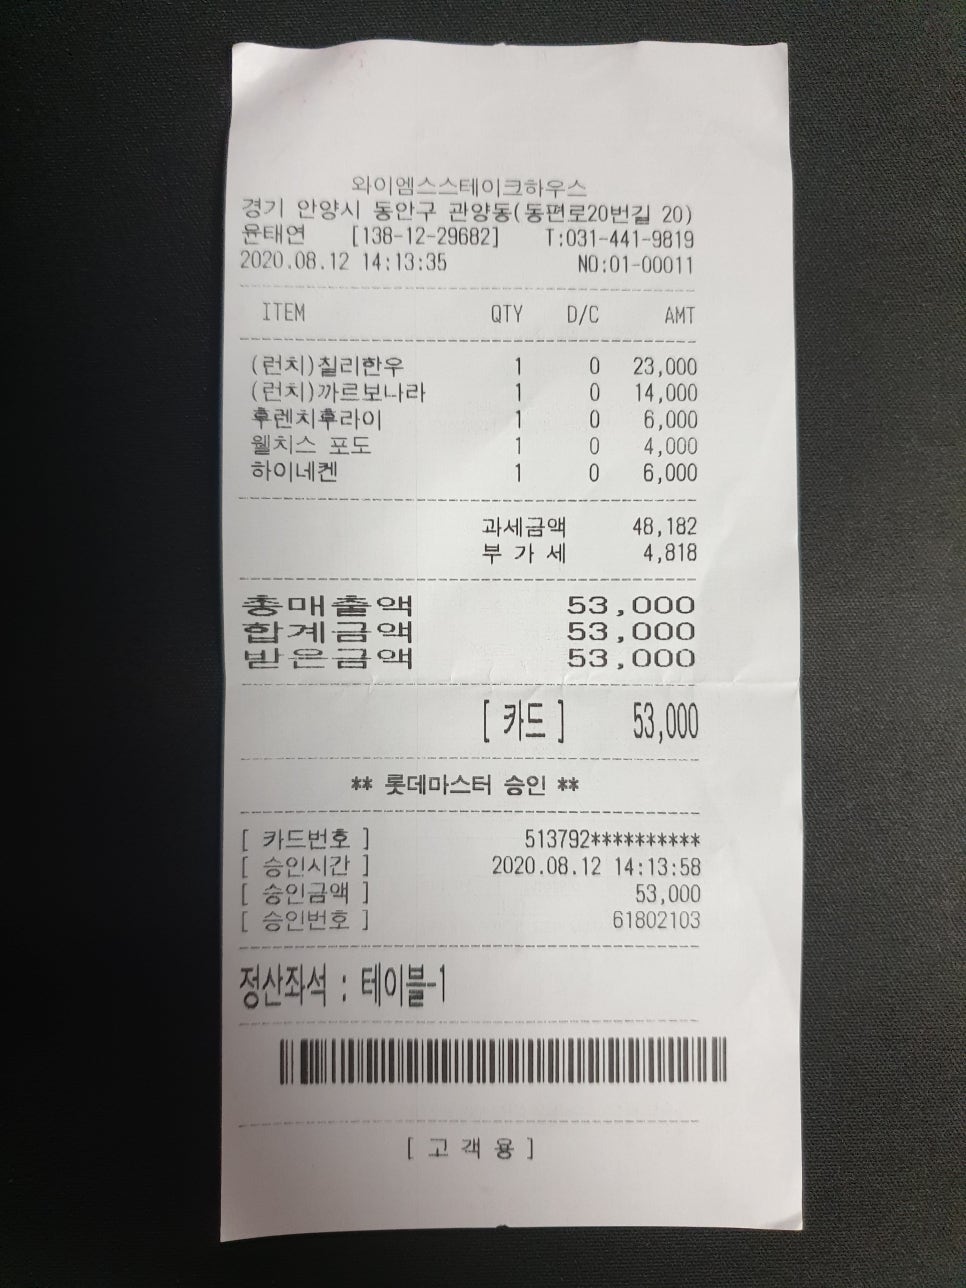 와이엠스스테이크하우스
경기 안양시 동안구 관양동(동편로20번길 20)
윤태연 [138-12-29682] T:031-441-9819
2020.08.12 14:13:35 NO:01-00011
ITEM QTY D/C AMT
(런치)칠리한우 1 0 23,000
(런치)까르보나라 1 0 14,000
후렌치후라이 1 0 6,000
웰치스 포도 1 0 4,000
하이네켄 1 0 6,000
과세금액 48,182
부 가 세 4,818
총매출액 53,000
합계금액 53,000
받은금액 53,000
[ 카드 ] 53,000
** 롯데마스터 승인 **
[ 카드번호 ] 513792**********
[ 승인시간 ] 2020.08.12 14:13:58
[ 승인금액 ] 53,000
[ 승인번호 ] 61802103
정산좌석 : 테이블-1
[ 고 객 용 ]